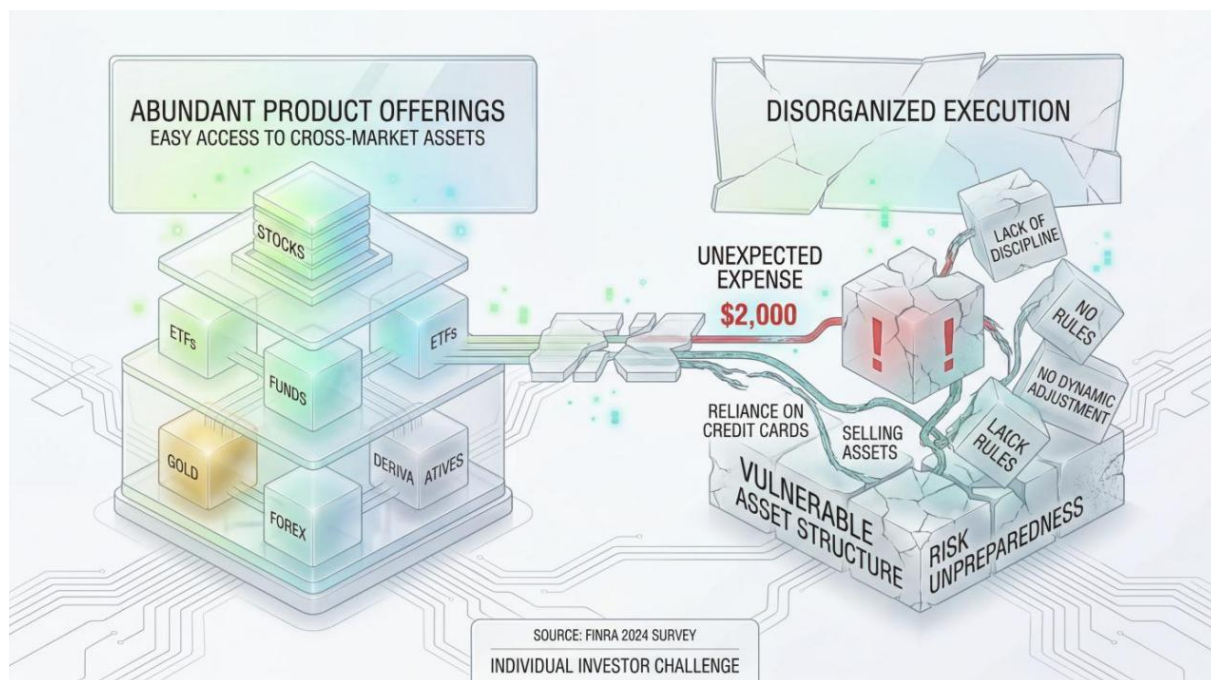 ABUNDANT PRODUCT OFFERINGS
EASY ACCESS TO CROSS-MARKET ASSETS
STOCKS
ETFs
ETFs
FUNDS
GOLD
DERIVA ATIVES
FOREX
DISORGANIZED EXECUTION
UNEXPECTED
EXPENSE
$2,000
! !
LACK OF
DISCIPLINE
NO
RULES
NO DYNAMIC
ADJUSTMENT
LAICK
RULES
RELIANCE ON
CREDIT CARDS
SELLING
ASSETS
VULNERABLE
ASSET STRUCTURE
RISK
UNPREPAREDNESS
SOURCE: FINRA 2024 SURVEY
INDIVIDUAL INVESTOR CHALLENGE